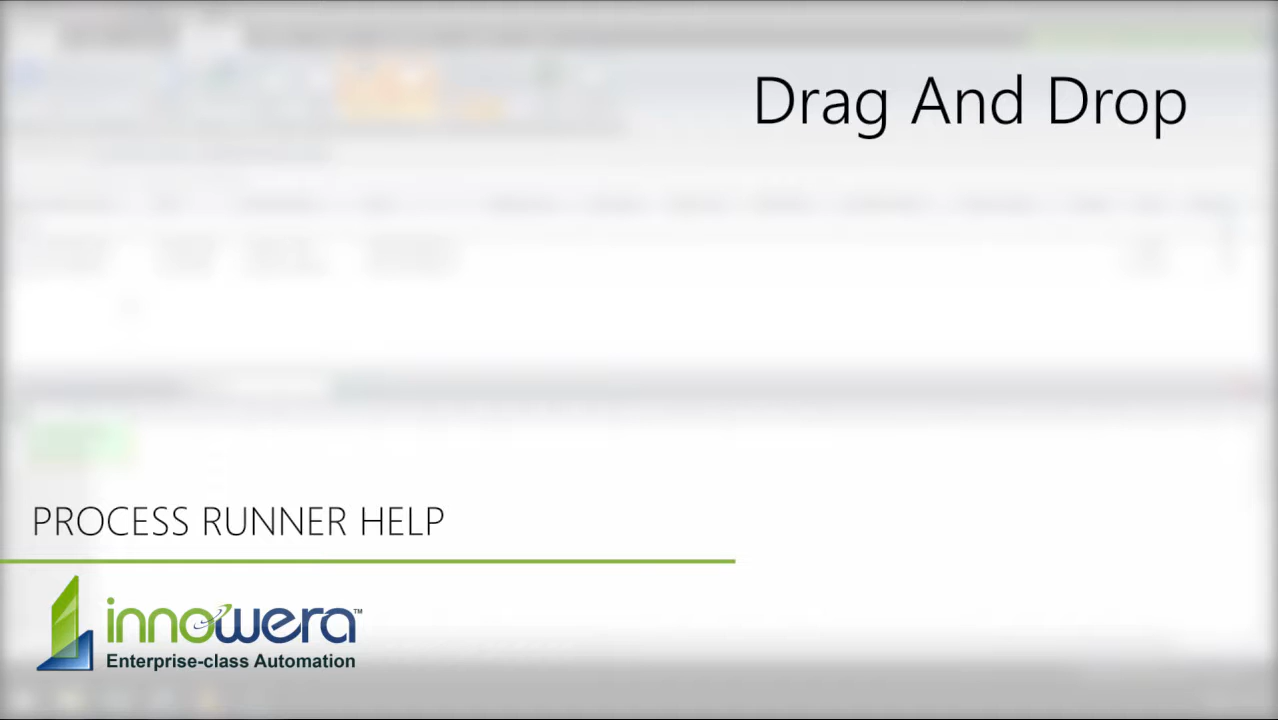 Drag And Drop
PROCESS RUNNER HELP
innowera™
Enterprise-class Automation